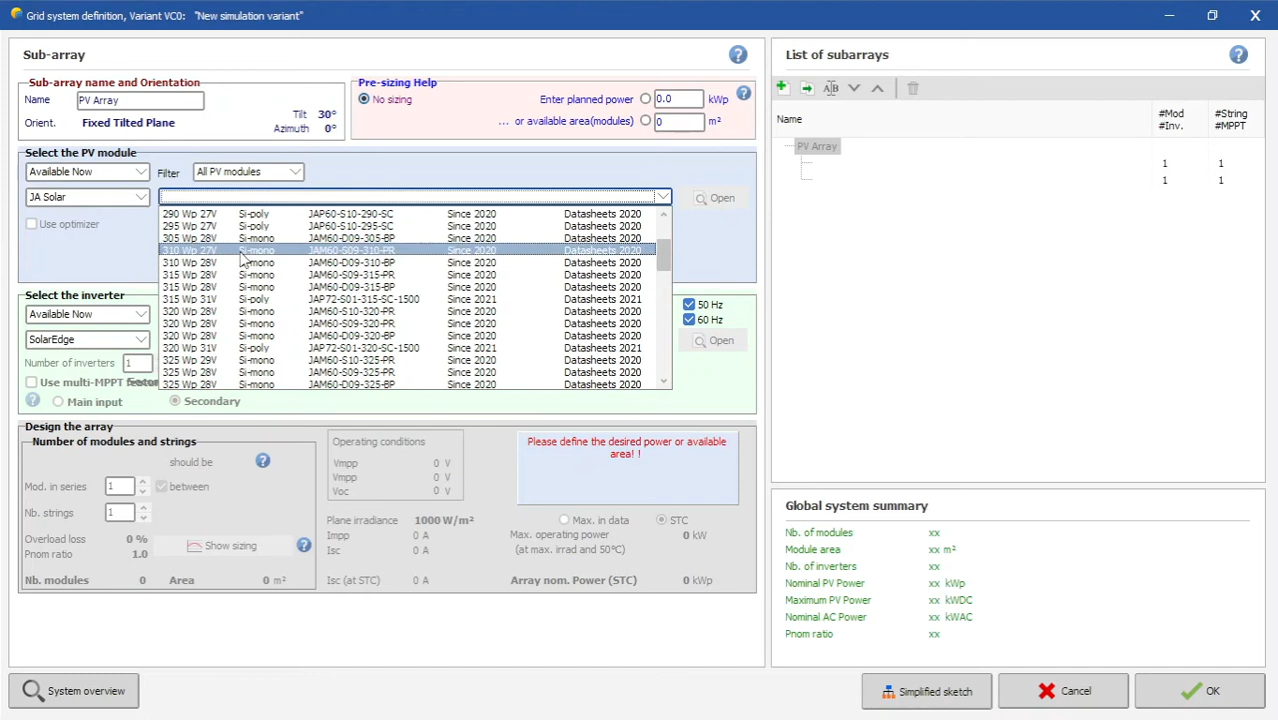 Grid system definition, Variant VC0: "New simulation variant"
Sub-array
Sub-array name and Orientation
Name PV Array
Orient. Fixed Tilted Plane
Tilt 30°
Azimuth 0°
Pre-sizing Help
No sizing
Enter planned power 0.0 kWp
... or available area(modules) 0 m²
Select the PV module
Available Now Filter All PV modules
JA Solar Open
Use optimizer
290 Wp 27V Si-poly JAP60-S10-290-SC Since 2020 Datasheets 2020
295 Wp 27V Si-poly JAP60-S10-295-SC Since 2020 Datasheets 2020
305 Wp 28V Si-mono JAM60-D09-305-BP Since 2020 Datasheets 2020
310 Wp 27V Si-mono JAM60-S09-310-PR Since 2020 Datasheets 2020
310 Wp 28V Si-mono JAM60-D09-310-BP Since 2020 Datasheets 2020
315 Wp 28V Si-mono JAM60-S09-315-PR Since 2020 Datasheets 2020
315 Wp 28V Si-mono JAM60-D09-315-BP Since 2020 Datasheets 2020
315 Wp 31V Si-poly JAP72-S01-315-SC-1500 Since 2021 Datasheets 2021
320 Wp 28V Si-mono JAM60-S10-320-PR Since 2020 Datasheets 2020
320 Wp 28V Si-mono JAM60-S09-320-PR Since 2020 Datasheets 2020
320 Wp 28V Si-mono JAM60-D09-320-BP Since 2020 Datasheets 2020
320 Wp 31V Si-poly JAP72-S01-320-SC-1500 Since 2021 Datasheets 2021
325 Wp 29V Si-mono JAM60-S10-325-PR Since 2020 Datasheets 2020
325 Wp 28V Si-mono JAM60-S09-325-PR Since 2020 Datasheets 2020
325 Wp 28V Si-mono JAM60-D09-325-BP Since 2020 Datasheets 2020
Select the inverter
Available Now
50 Hz
60 Hz
SolarEdge Open
Number of inverters 1
Use multi-MPPT
Main input Secondary
Design the array
Number of modules and strings
should be
Mod. in series 1 between
Nb. strings 1
Overload loss 0 %
Pnom ratio 1.0
Show sizing
Nb. modules 0 Area 0 m²
Operating conditions
Vmpp 0 V
Vmpp 0 V
Voc 0 V
Plane irradiance 1000 W/m²
Impp 0 A
Isc 0 A
Isc (at STC) 0 A
Please define the desired power or available
area! !
Max. in data STC
Max. operating power 0 kW
(at max. irrad and 50°C)
Array nom. Power (STC) 0 kWp
List of subarrays
Name
#Mod #String
#Inv. #MPPT
PV Array
1 1
1 1
Global system summary
Nb. of modules xx
Module area xx m²
Nb. of inverters xx
Nominal PV Power xx kWp
Maximum PV Power xx kWDC
Nominal AC Power xx kWAC
Pnom ratio xx
System overview
Simplified sketch
Cancel
OK